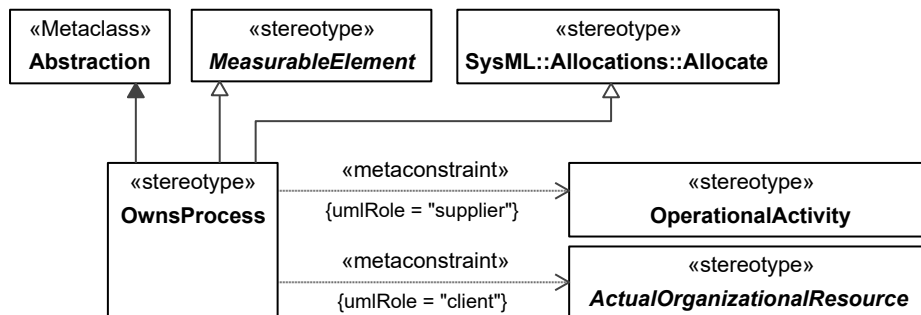 «Metaclass»
Abstraction
«stereotype»
MeasurableElement
«stereotype»
SysML::Allocations::Allocate
«stereotype»
OwnsProcess
«metaconstraint»
{umlRole = "supplier"}
«stereotype»
OperationalActivity
«metaconstraint»
{umlRole = "client"}
«stereotype»
ActualOrganizationalResource